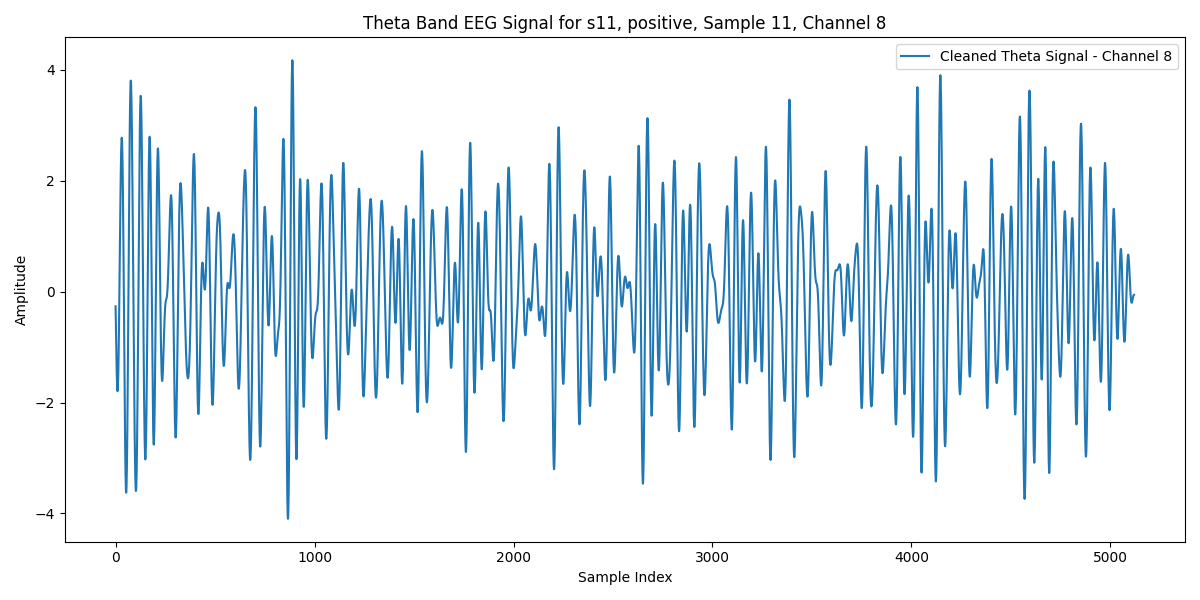 Theta Band EEG Signal for s11, positive, Sample 11, Channel 8
Cleaned Theta Signal - Channel 8
4
2
0
−2
−4
Amplitude
0 1000 2000 3000 4000 5000
Sample Index